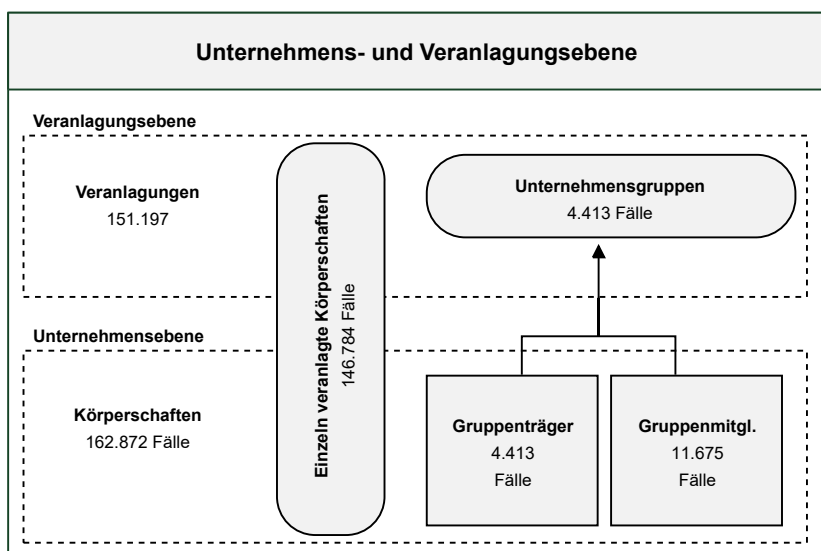 Unternehmens- und Veranlagungsebene
Veranlagungsebene
Veranlagungen
151.197
Einzeln veranlagte Körperschaften
146.784 Fälle
Unternehmensgruppen
4.413 Fälle
Unternehmensebene
Körperschaften
162.872 Fälle
Gruppenträger
4.413
Fälle
Gruppenmitgl.
11.675
Fälle